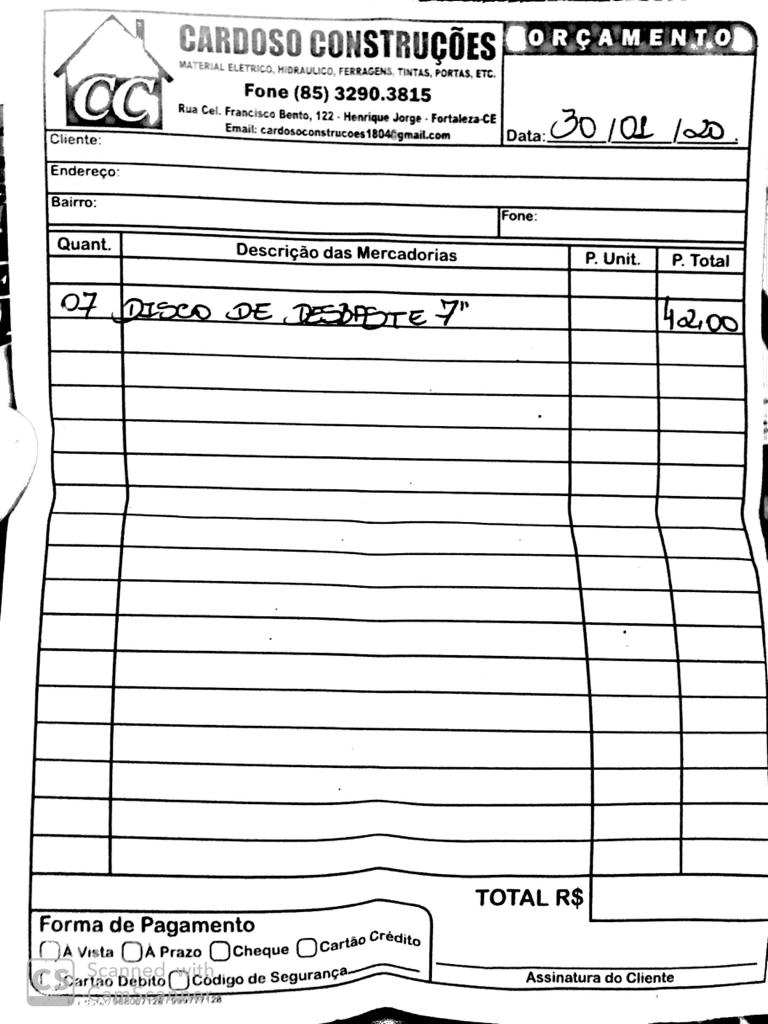 CARDOSO CONSTRUÇÕES
ORÇAMENTO
MATERIAL ELETRICO, HIDRAULICO, FERRAGENS, TINTAS, PORTAS, ETC.
CC
Fone (85) 3290.3815
Rua Cel. Francisco Bento, 122 - Henrique Jorge - Fortaleza-CE
Email: cardosoconstrucoes1804@gmail.com
Data: 30/01/20.
Cliente:
Endereço:
Bairro:
Fone:
Quant. Descrição das Mercadorias P. Unit. P. Total
07 DISCO DE DESBASTE 7" 42,00
TOTAL R$
Forma de Pagamento
À Vista À Prazo Cheque Cartão Crédito
Cartão Débito Código de Segurança
Assinatura do Cliente
CS Scanned with
CamScanner